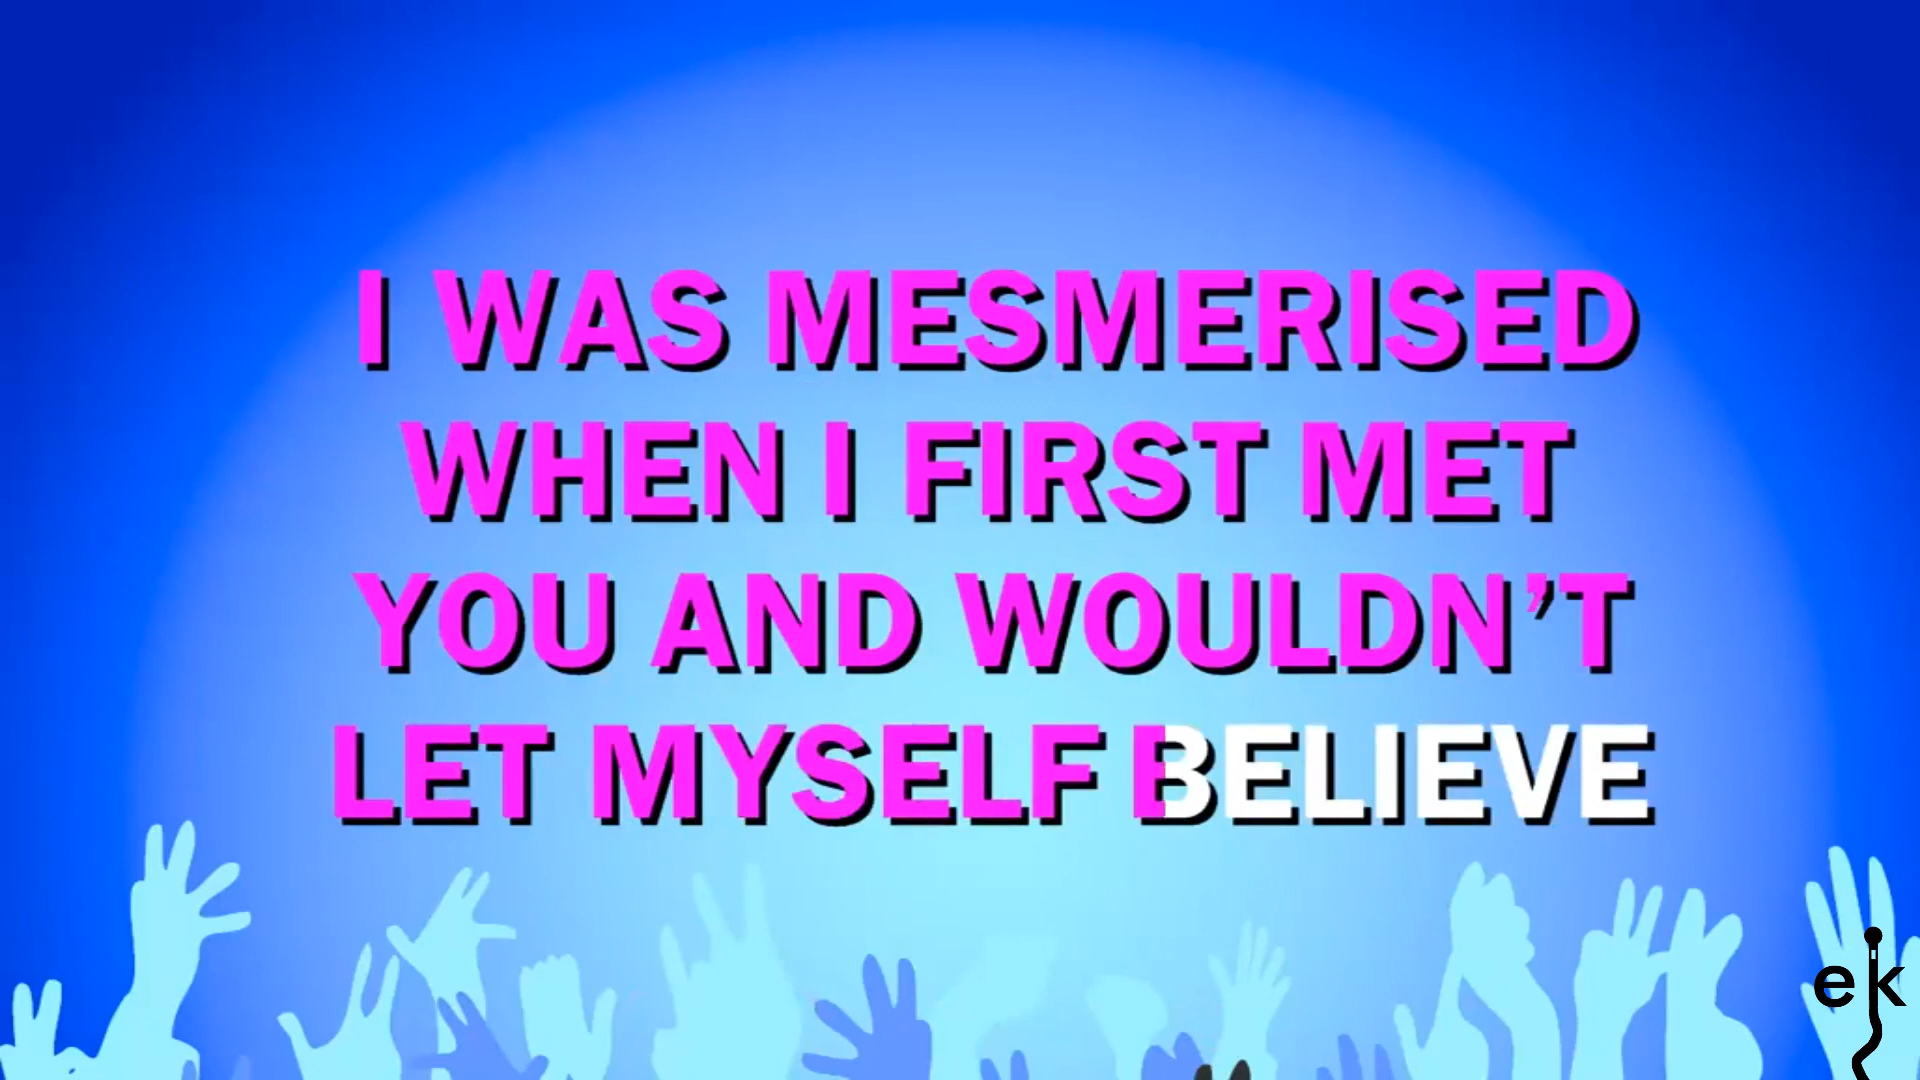 I WAS MESMERISED
WHEN I FIRST MET
YOU AND WOULDN’T
LET MYSELF BELIEVE
ek